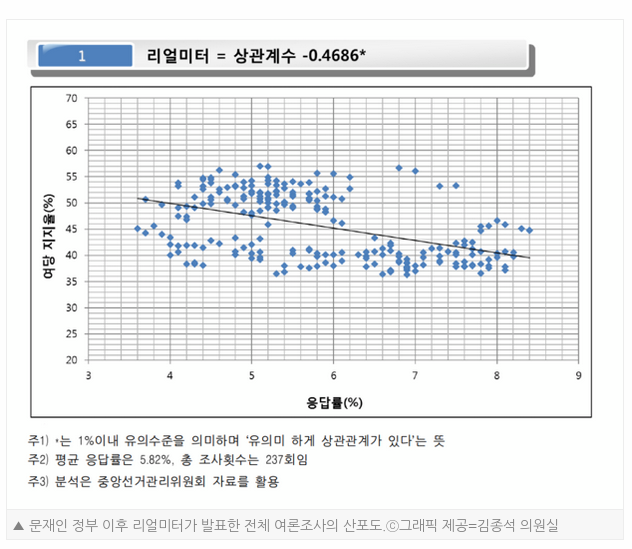 1 리얼미터 = 상관계수 -0.4686*
70
65
60
55
50
45
40
35
30
25
20
여당 지지율(%)
3 4 5 6 7 8 9
응답률(%)
주1) *는 1%이내 유의수준을 의미하며 '유의미 하게 상관관계가 있다'는 뜻
주2) 평균 응답률은 5.82%, 총 조사횟수는 237회임
주3) 분석은 중앙선거관리위원회 자료를 활용
▲ 문재인 정부 이후 리얼미터가 발표한 전체 여론조사의 산포도.ⓒ그래픽 제공=김종석 의원실